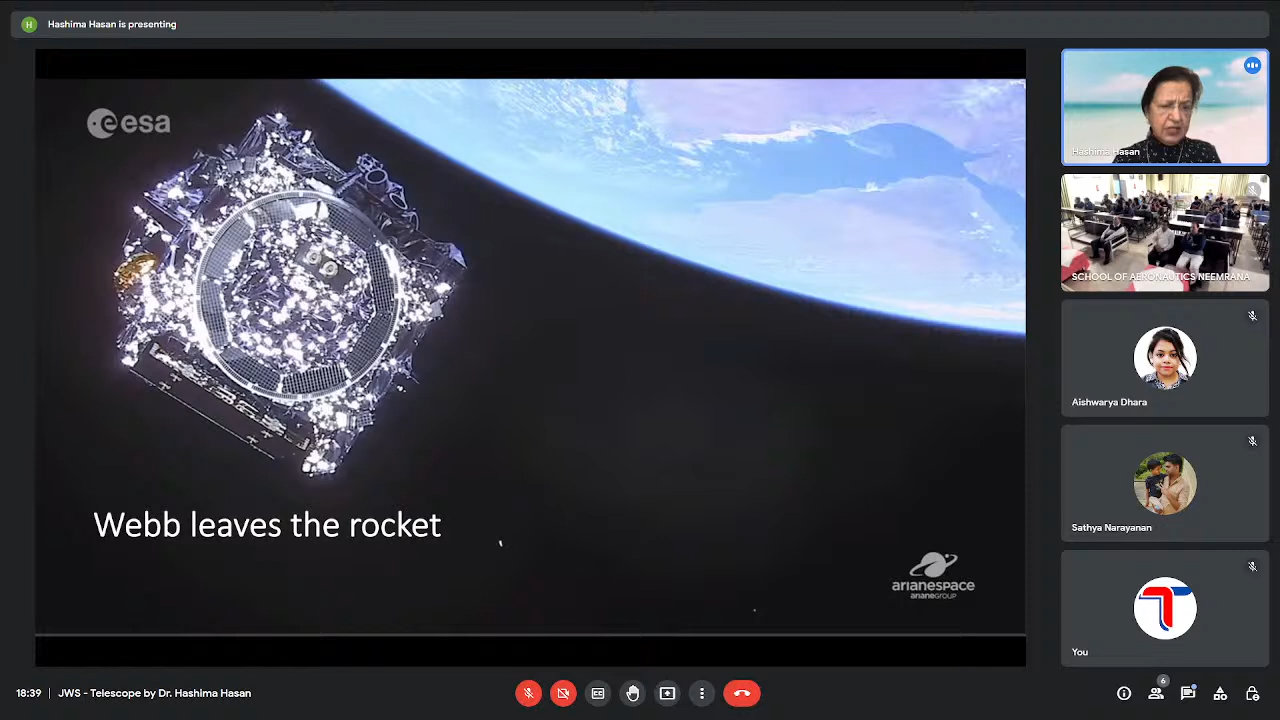 H
Hashima Hasan is presenting
esa
Webb leaves the rocket
arianespace
arianeGROUP
Hashima Hasan
SCHOOL OF AERONAUTICS NEEMRANA
Aishwarya Dhara
Sathya Narayanan
You
18:39 | JWS - Telescope by Dr. HashIma Hasan
6